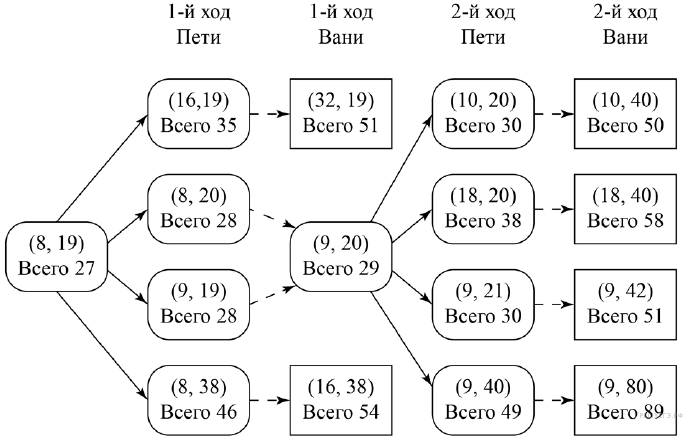 1-й ход
Пети
1-й ход
Вани
2-й ход
Пети
2-й ход
Вани
(8, 19)
Всего 27
(16,19)
Всего 35
(8, 20)
Всего 28
(9, 19)
Всего 28
(8, 38)
Всего 46
(32, 19)
Всего 51
(9, 20)
Всего 29
(16, 38)
Всего 54
(10, 20)
Всего 30
(18, 20)
Всего 38
(9, 21)
Всего 30
(9, 40)
Всего 49
(10, 40)
Всего 50
(18, 40)
Всего 58
(9, 42)
Всего 51
(9, 80)
Всего 89